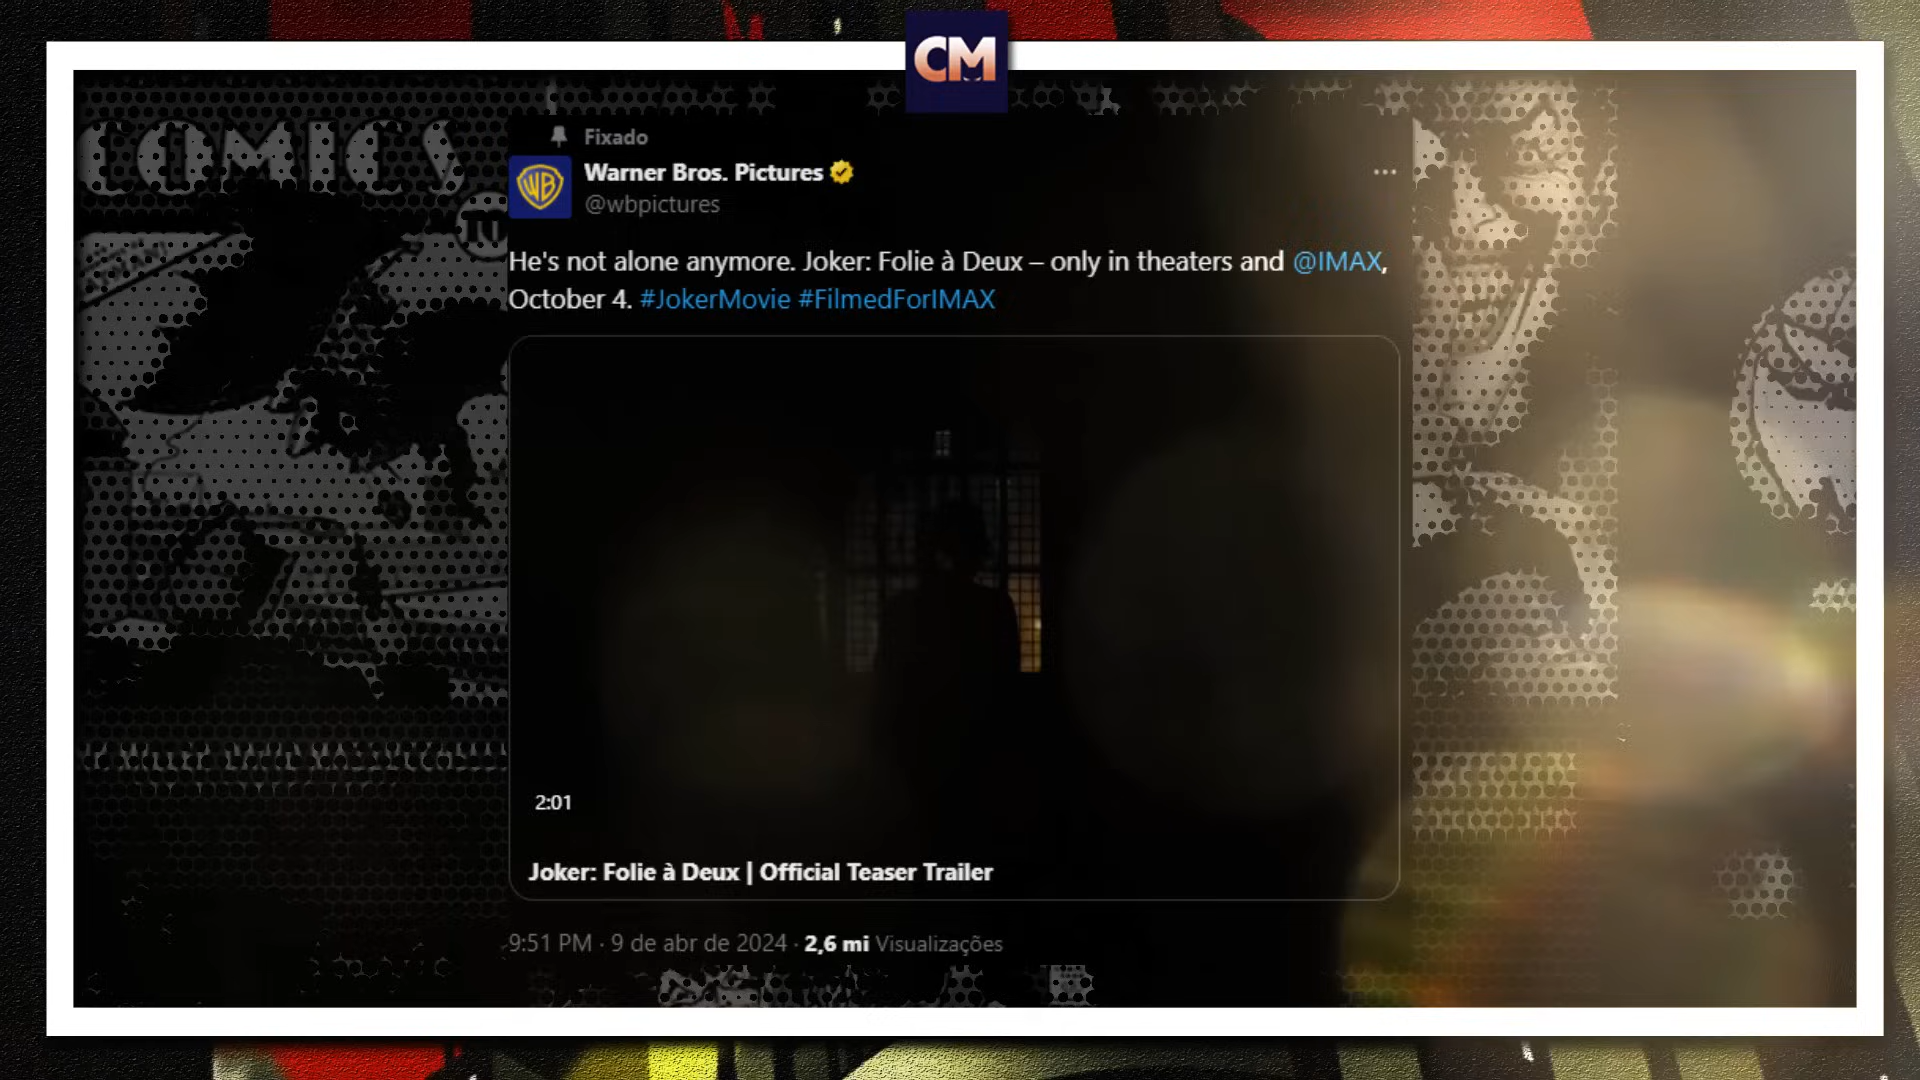 CM
COMICS
Fixado
Warner Bros. Pictures
@wbpictures
WB
He's not alone anymore. Joker: Folie à Deux – only in theaters and @IMAX,
October 4. #JokerMovie #FilmedForIMAX
2:01
Joker: Folie à Deux | Official Teaser Trailer
9:51 PM · 9 de abr de 2024 · 2,6 mi Visualizações